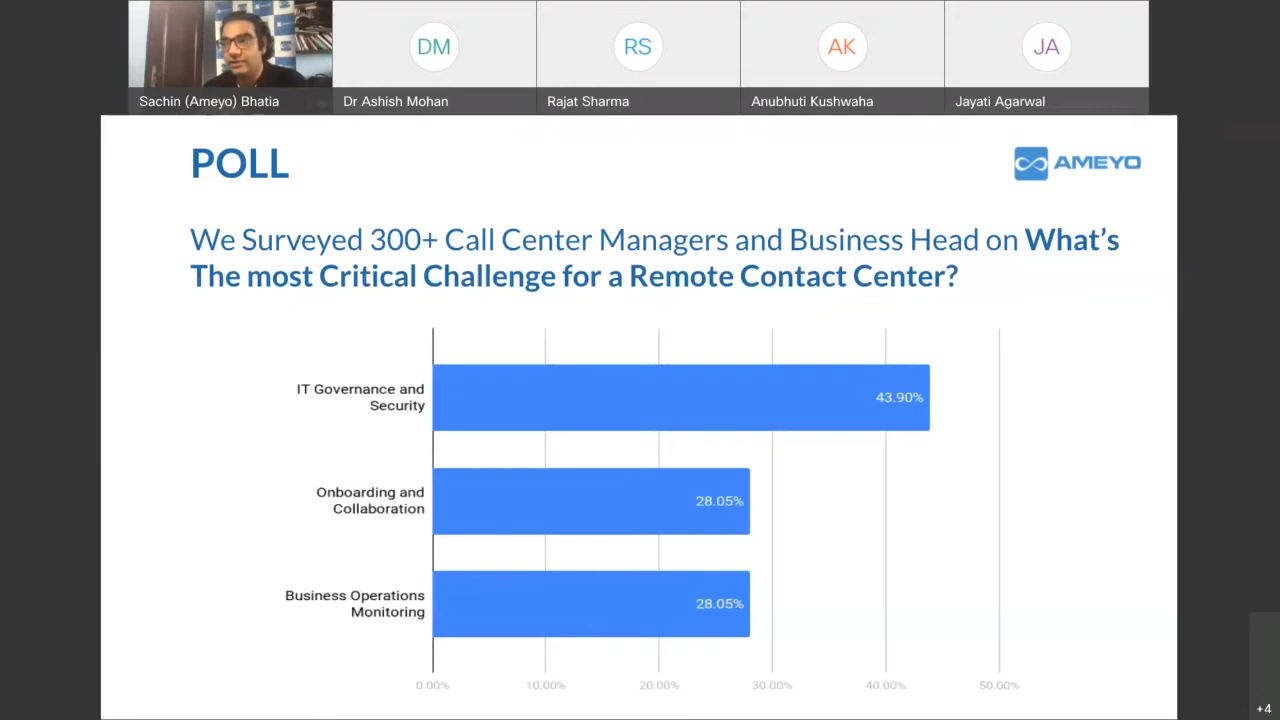 Sachin (Ameyo) Bhatia
DM
Dr Ashish Mohan
RS
Rajat Sharma
AK
Anubhuti Kushwaha
JA
Jayati Agarwal
POLL
AMEYO
We Surveyed 300+ Call Center Managers and Business Head on What's
The most Critical Challenge for a Remote Contact Center?
IT Governance and
Security
43.90%
Onboarding and
Collaboration
28.05%
Business Operations
Monitoring
28.05%
0.00%
10.00%
20.00%
30.00%
40.00%
50.00%
+4